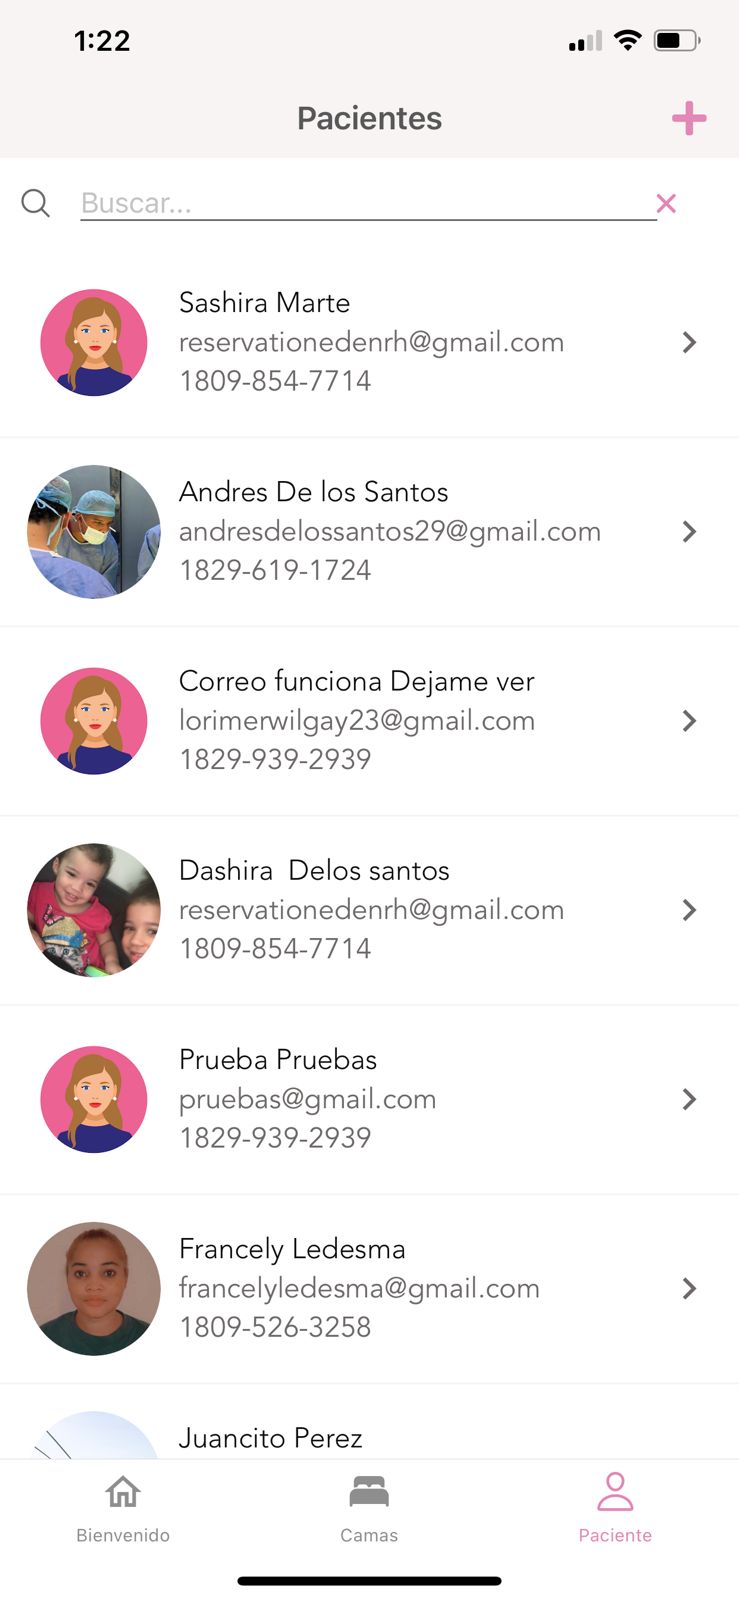 1:22
Pacientes
Buscar...
Sashira Marte
reservationedenrh@gmail.com
1809-854-7714
Andres De los Santos
andresdelossantos29@gmail.com
1829-619-1724
Correo funciona Dejame ver
lorimerwilgay23@gmail.com
1829-939-2939
Dashira  Delos santos
reservationedenrh@gmail.com
1809-854-7714
Prueba Pruebas
pruebas@gmail.com
1829-939-2939
Francely Ledesma
francelyledesma@gmail.com
1809-526-3258
Juancito Perez
Bienvenido
Camas
Paciente